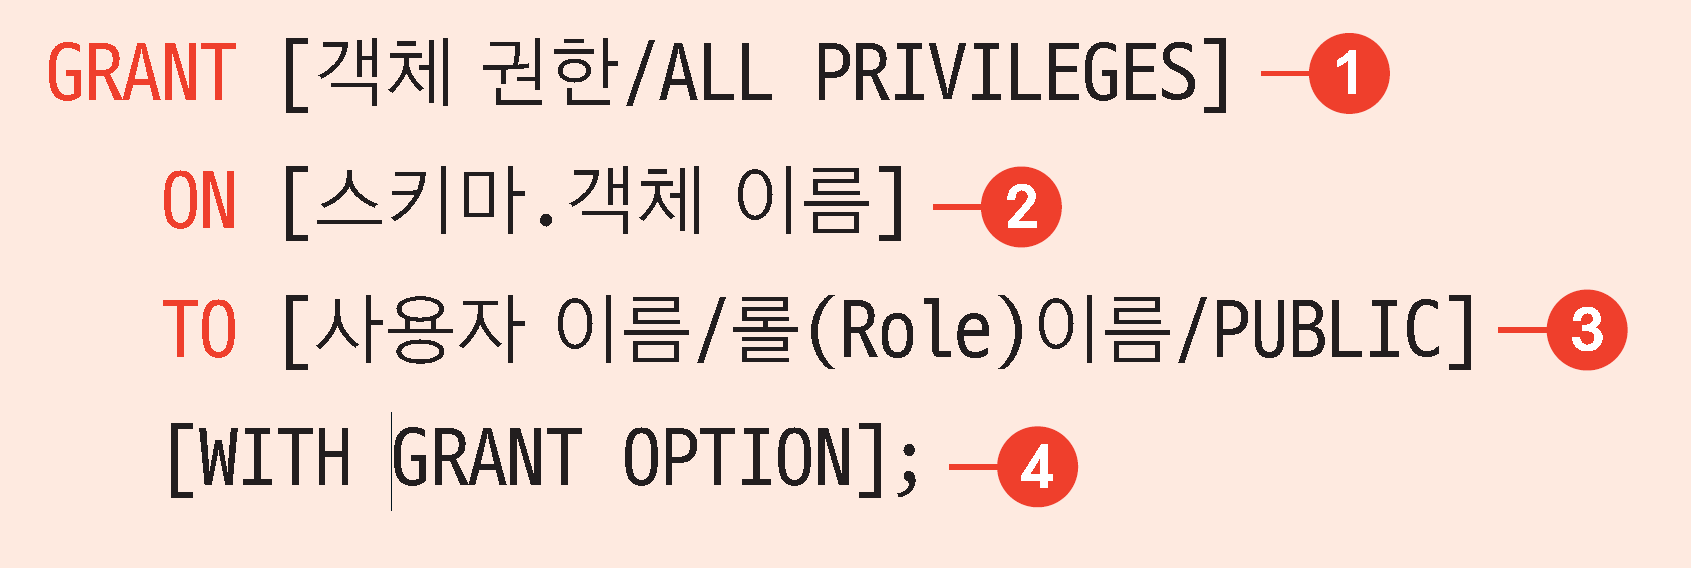 GRANT [객체 권한/ALL PRIVILEGES] 1
ON [스키마.객체 이름] 2
TO [사용자 이름/롤(Role)이름/PUBLIC] 3
[WITH GRANT OPTION]; 4